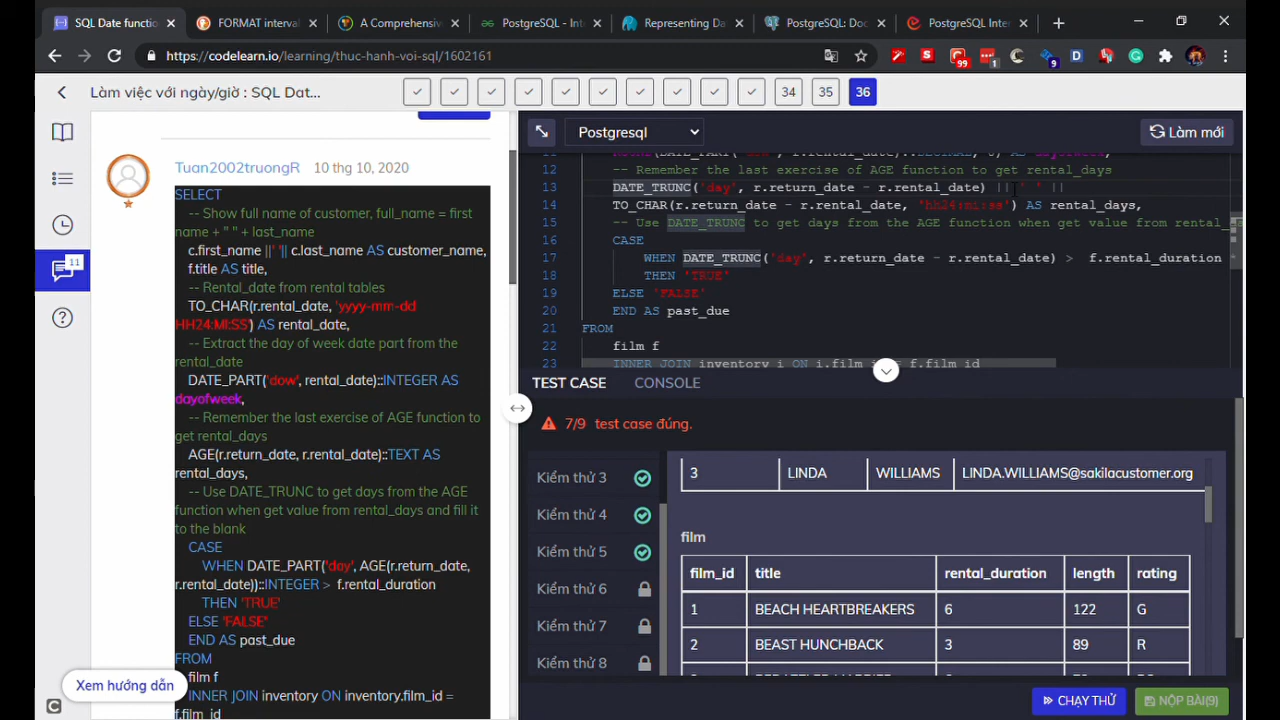 SQL Date functio
FORMAT interval
A Comprehensiv
PostgreSQL - Int
Representing Da
PostgreSQL: Doc
PostgreSQL Inter
https://codelearn.io/learning/thuc-hanh-voi-sql/1602161
99
1
9
Làm việc với ngày/giờ : SQL Dat...
34
35
36
11
Tuan2002truongR 10 thg 10, 2020
SELECT
-- Show full name of customer, full_name = first
name + " " + last_name
c.first_name ||' '|| c.last_name AS customer_name,
f.title AS title,
-- Rental_date from rental tables
TO_CHAR(r.rental_date, 'yyyy-mm-dd
HH24:MI:SS') AS rental_date,
-- Extract the day of week date part from the
rental_date
DATE_PART('dow', rental_date)::INTEGER AS
dayofweek,
-- Remember the last exercise of AGE function to
get rental_days
AGE(r.return_date, r.rental_date)::TEXT AS
rental_days,
-- Use DATE_TRUNC to get days from the AGE
function when get value from rental_days and fill it
to the blank
CASE
WHEN DATE_PART('day', AGE(r.return_date,
r.rental_date))::INTEGER > f.rental_duration
THEN 'TRUE'
ELSE 'FALSE'
END AS past_due
FROM
film f
INNER JOIN inventory ON inventory.film_id =
f.film_id
Xem hướng dẫn
Postgresql
Làm mới
-- Remember the last exercise of AGE function to get rental_days
13 DATE_TRUNC('day', r.return_date - r.rental_date) || ' ' ||
14 TO_CHAR(r.return_date - r.rental_date, 'hh24:mi:ss') AS rental_days,
15 -- Use DATE_TRUNC to get days from the AGE function when get value from rental_
16 CASE
17 WHEN DATE_TRUNC('day', r.return_date - r.rental_date) > f.rental_duration
18 THEN 'TRUE'
19 ELSE 'FALSE'
20 END AS past_due
21 FROM
22 film f
23 INNER JOIN inventory i ON i.film_id = f.film_id
TEST CASE
CONSOLE
7/9 test case đúng.
Kiểm thử 3
Kiểm thử 4
Kiểm thử 5
Kiểm thử 6
Kiểm thử 7
Kiểm thử 8
3 LINDA WILLIAMS LINDA.WILLIAMS@sakilacustomer.org
film
film_id title rental_duration length rating
1 BEACH HEARTBREAKERS 6 122 G
2 BEAST HUNCHBACK 3 89 R
CHẠY THỬ
NỘP BÀI(9)